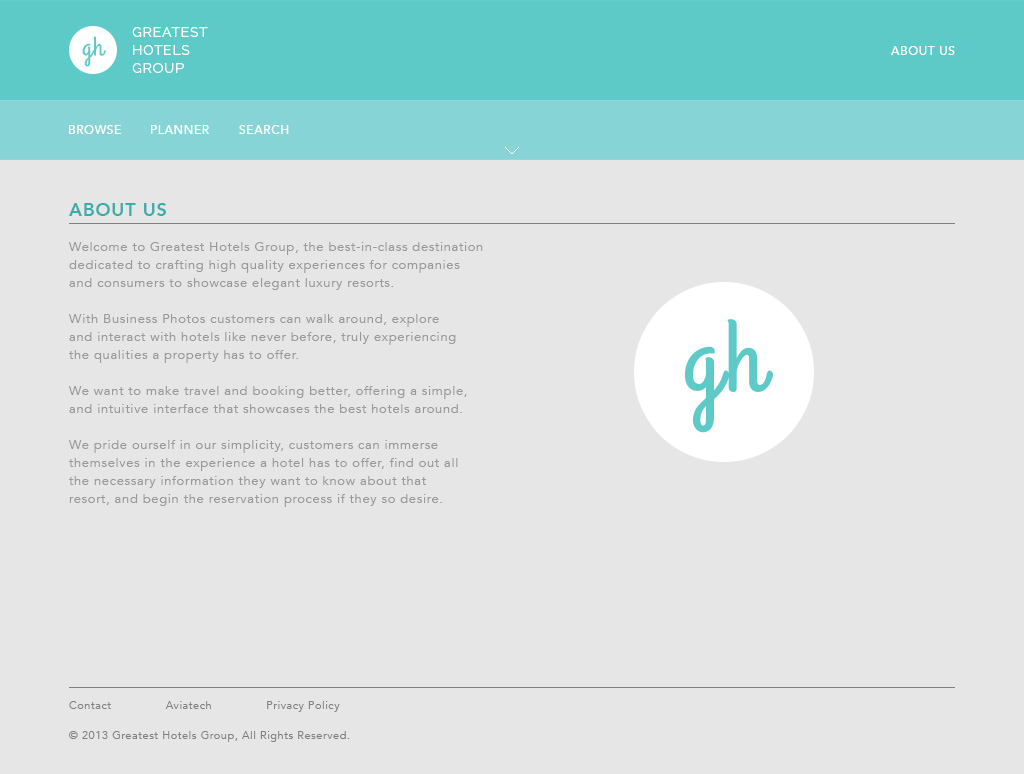 gh
GREATEST
HOTELS
GROUP
ABOUT US
BROWSE PLANNER SEARCH
ABOUT US
Welcome to Greatest Hotels Group, the best-in-class destination
dedicated to crafting high quality experiences for companies
and consumers to showcase elegant luxury resorts.
With Business Photos customers can walk around, explore
and interact with hotels like never before, truly experiencing
the qualities a property has to offer.
We want to make travel and booking better, offering a simple,
and intuitive interface that showcases the best hotels around.
We pride ourself in our simplicity, customers can immerse
themselves in the experience a hotel has to offer, find out all
the necessary information they want to know about that
resort, and begin the reservation process if they so desire.
gh
Contact Aviatech Privacy Policy
© 2013 Greatest Hotels Group, All Rights Reserved.